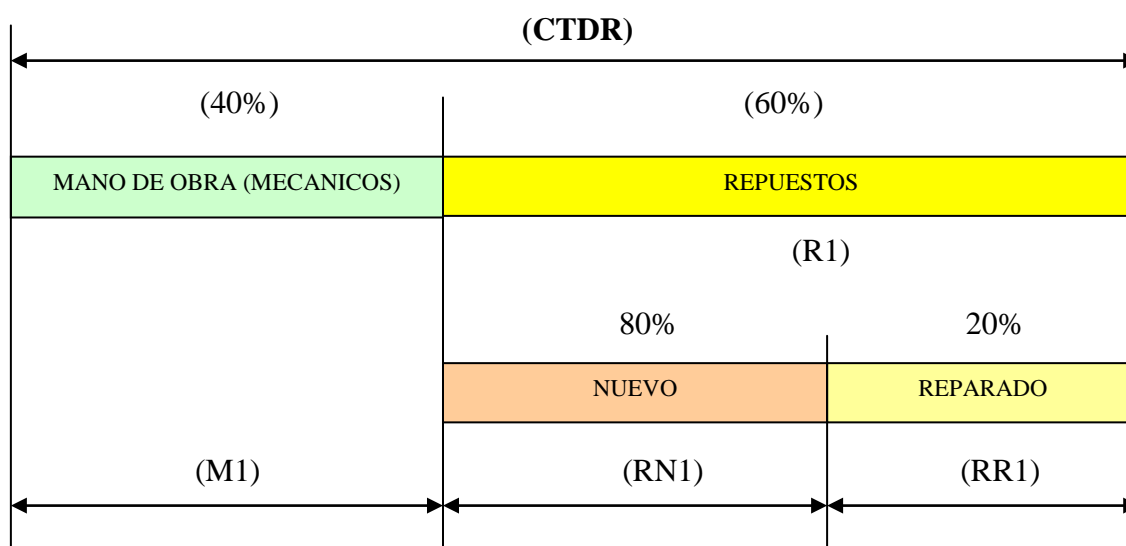 (CTDR)
(40%) (60%)
MANO DE OBRA (MECANICOS) REPUESTOS
(R1)
80% 20%
NUEVO REPARADO
(M1) (RN1) (RR1)